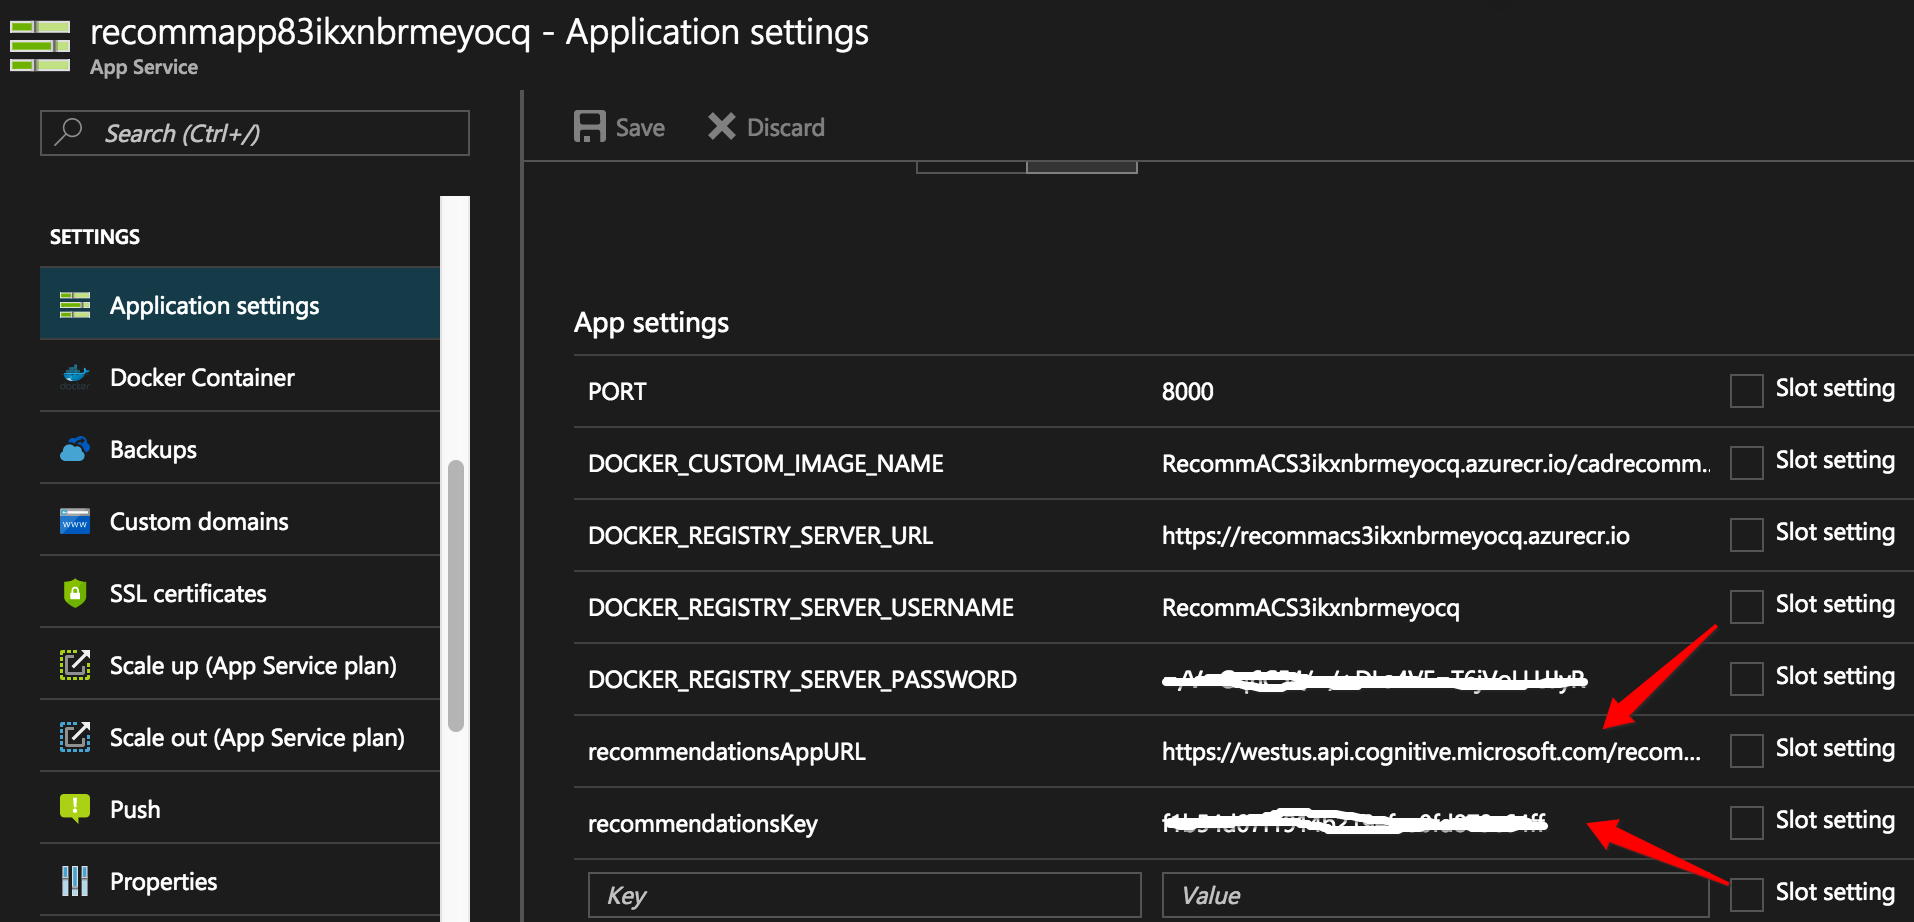 recommapp83ikxnbrmeyocq - Application settings
App Service
Search (Ctrl+/)
Save
Discard
SETTINGS
Application settings
Docker Container
Backups
Custom domains
SSL certificates
Scale up (App Service plan)
Scale out (App Service plan)
Push
Properties
App settings
PORT 8000 Slot setting
DOCKER_CUSTOM_IMAGE_NAME RecommACS3ikxnbrmeyocq.azurecr.io/cadrecomm.. Slot setting
DOCKER_REGISTRY_SERVER_URL https://recommacs3ikxnbrmeyocq.azurecr.io Slot setting
DOCKER_REGISTRY_SERVER_USERNAME RecommACS3ikxnbrmeyocq Slot setting
DOCKER_REGISTRY_SERVER_PASSWORD Slot setting
recommendationsAppURL https://westus.api.cognitive.microsoft.com/recom... Slot setting
recommendationsKey Slot setting
Key Value Slot setting